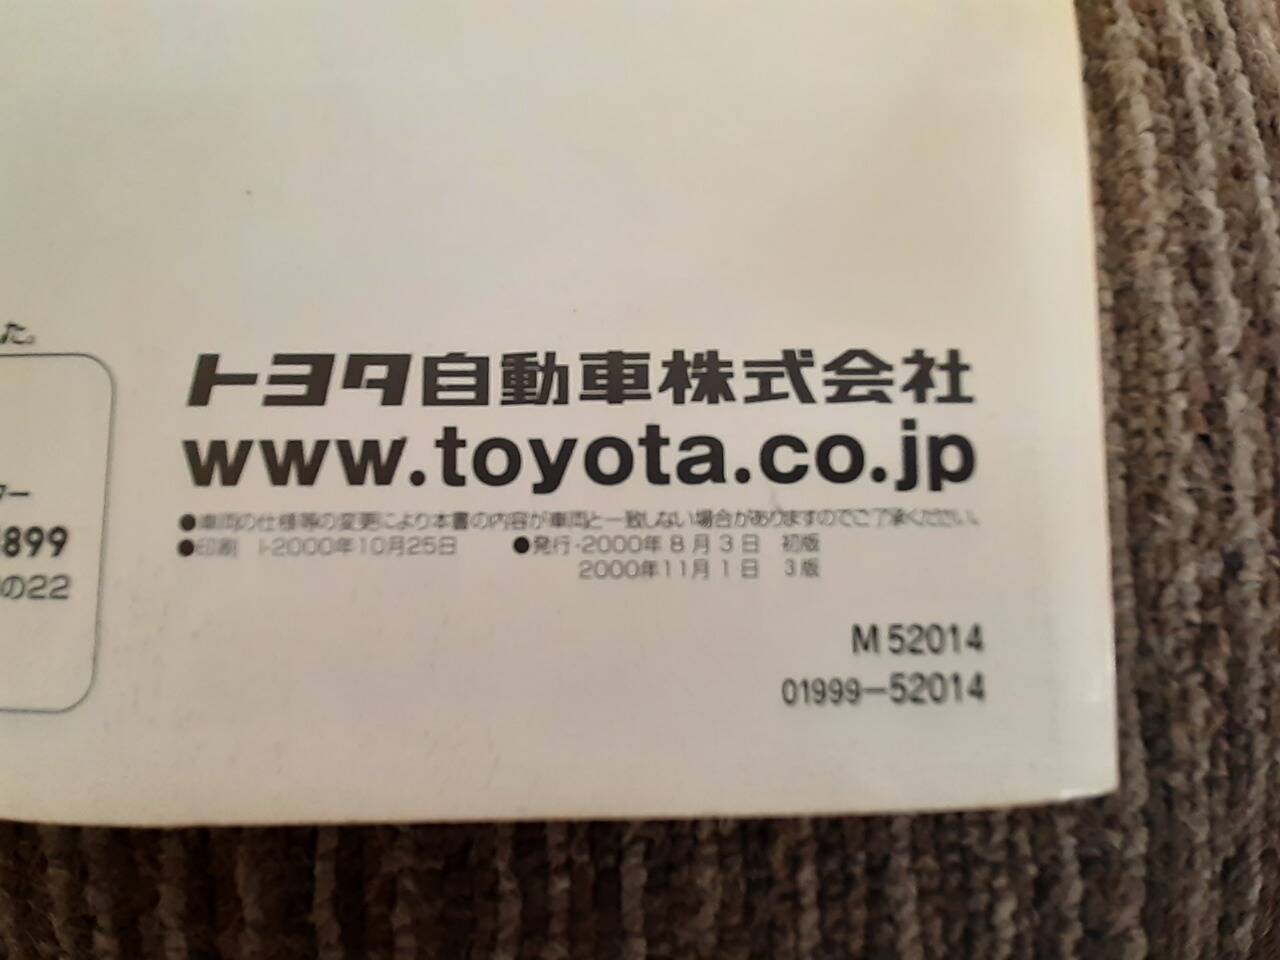 た。
ター
899
の22
トヨタ自動車株式会社
www.toyota.co.jp
●車両の仕様等の変更により本書の内容が車両と一致しない場合がありますのでご了承ください。
●印刷 ト-2000年10月25日 ●発行-2000年8月3日 初版
2000年11月1日 3版
M 52014
01999-52014